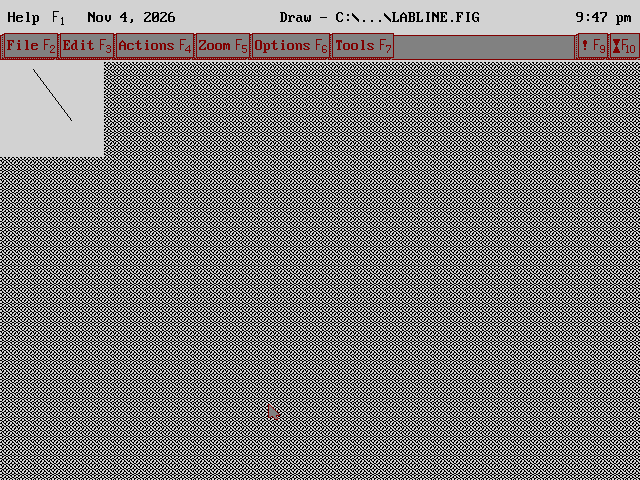 Help F1 Nov 4, 2026 Draw - C:\...\LABLINE.FIG 9:47 pm
File F2 Edit F3 Actions F4 Zoom F5 Options F6 Tools F7 ! F9 F10